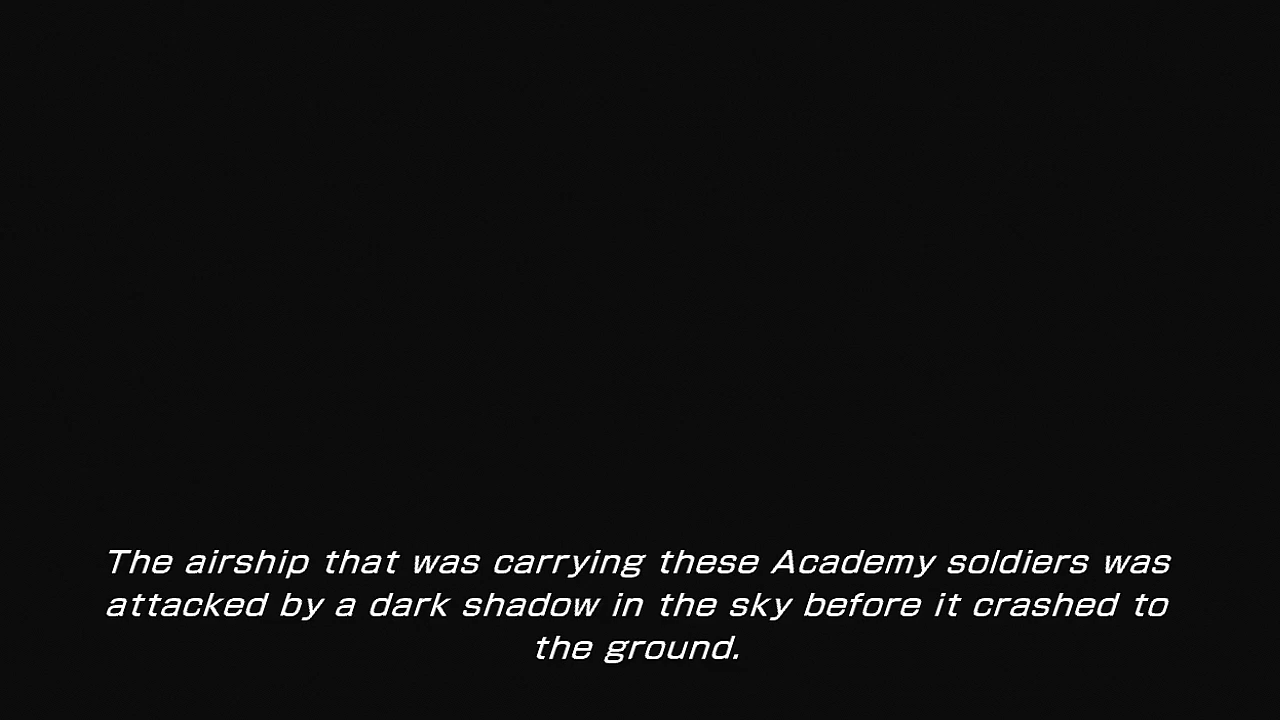 The airship that was carrying these Academy soldiers was
attacked by a dark shadow in the sky before it crashed to
the ground.